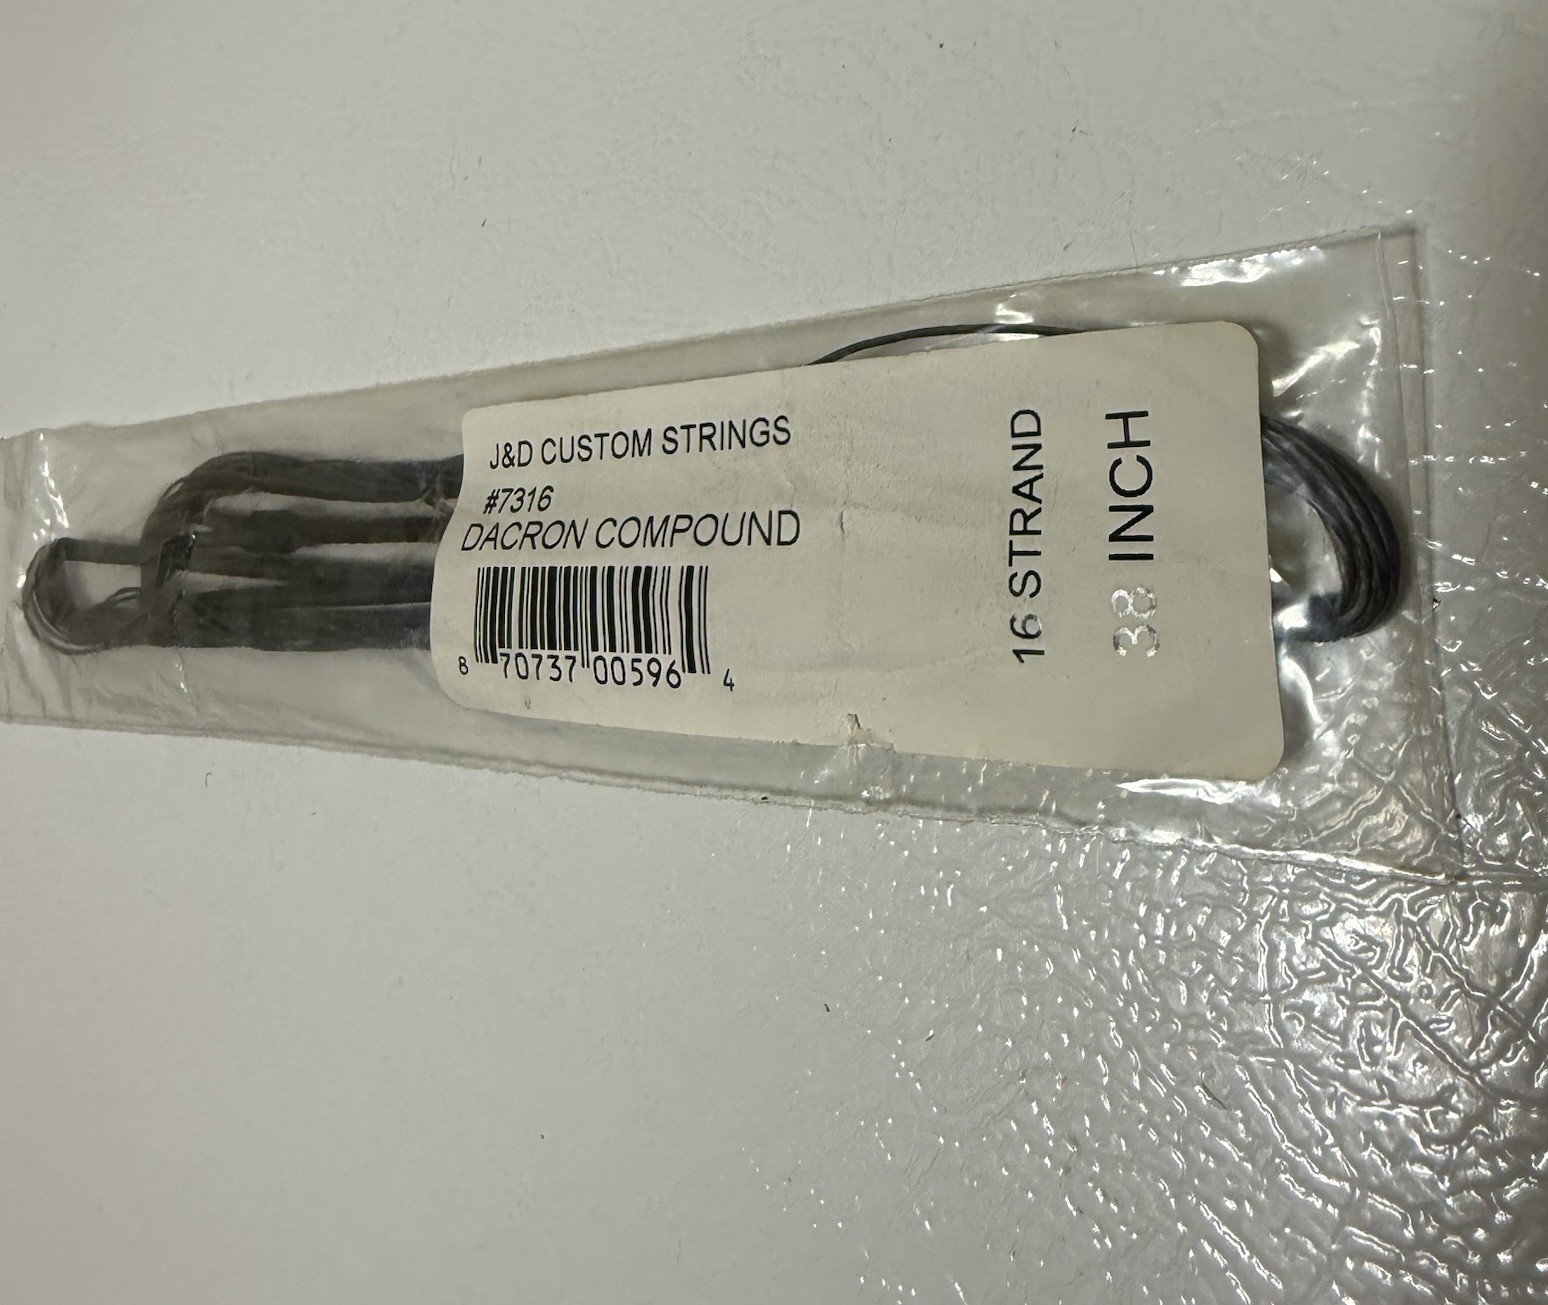 J&D CUSTOM STRINGS
#7316
DACRON COMPOUND
8 70737 00596 4
16 STRAND
38 INCH